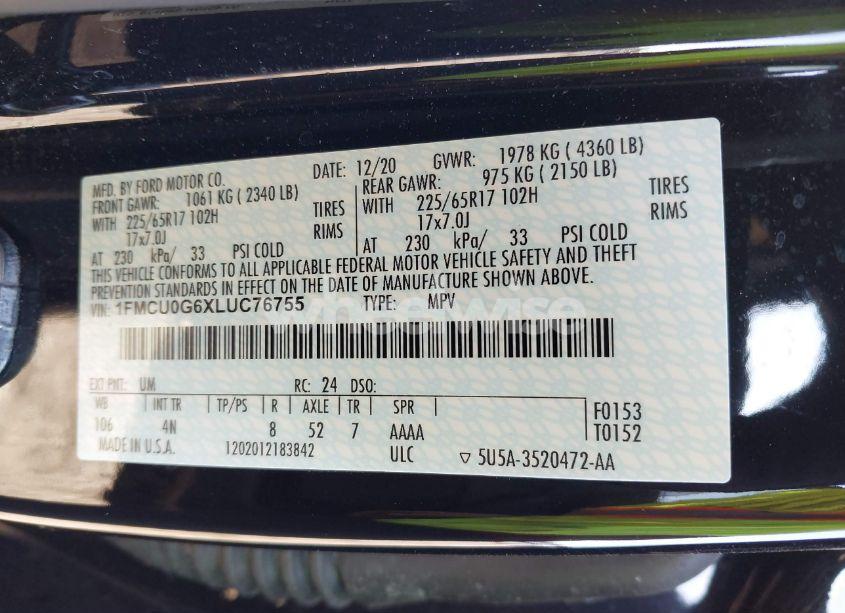 MFD. BY FORD MOTOR CO. DATE: 12/20 GVWR: 1978 KG ( 4360 LB)
FRONT GAWR: 1061 KG ( 2340 LB) REAR GAWR: 975 KG ( 2150 LB)
WITH 225/65R17 102H TIRES WITH 225/65R17 102H TIRES
17x7.0J RIMS 17x7.0J RIMS
AT 230 kPa/ 33 PSI COLD AT 230 kPa/ 33 PSI COLD
THIS VEHICLE CONFORMS TO ALL APPLICABLE FEDERAL MOTOR VEHICLE SAFETY AND THEFT
PREVENTION STANDARDS IN EFFECT ON THE DATE OF MANUFACTURE SHOWN ABOVE.
VIN: 1FMCU0G6XLUC76755 TYPE: MPV
wheelwise
EXT PNT: UM RC: 24 DSO:
WB INT TR TP/PS R AXLE TR SPR F0153
106 4N 8 52 7 AAAA T0152
MADE IN U.S.A. 1202012183842 ULC ▽ 5U5A-3520472-AA